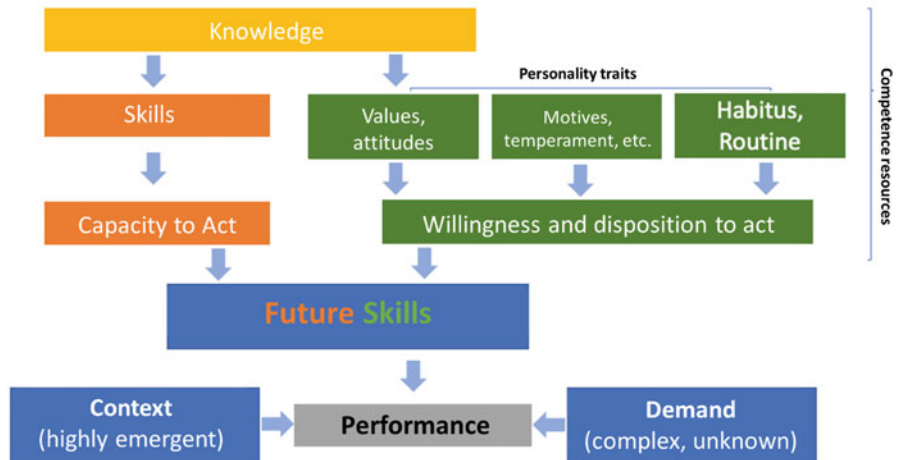 Knowledge
Personality traits
Skills
Values,
attitudes
Motives,
temperament, etc.
Habitus,
Routine
Competence resources
Capacity to Act
Willingness and disposition to act
Future Skills
Context
(highly emergent)
Performance
Demand
(complex, unknown)